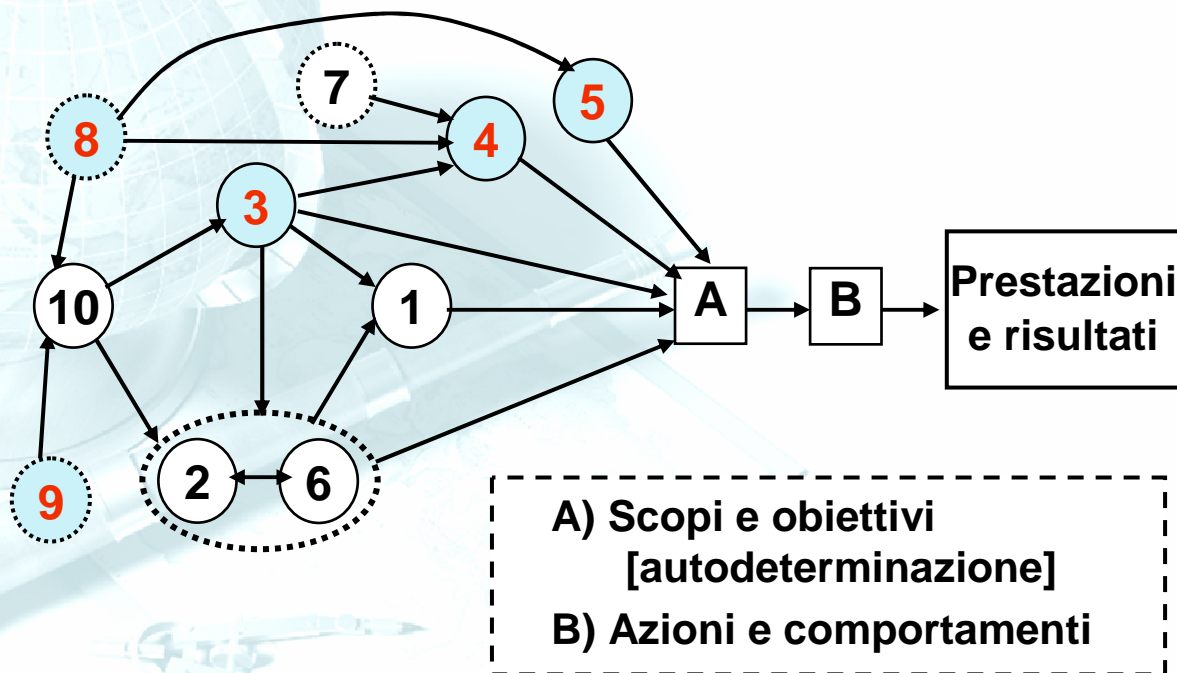 7
5
8
4
3
10
1
A
B
Prestazioni
e risultati
2
6
9
A) Scopi e obiettivi
[autodeterminazione]
B) Azioni e comportamenti